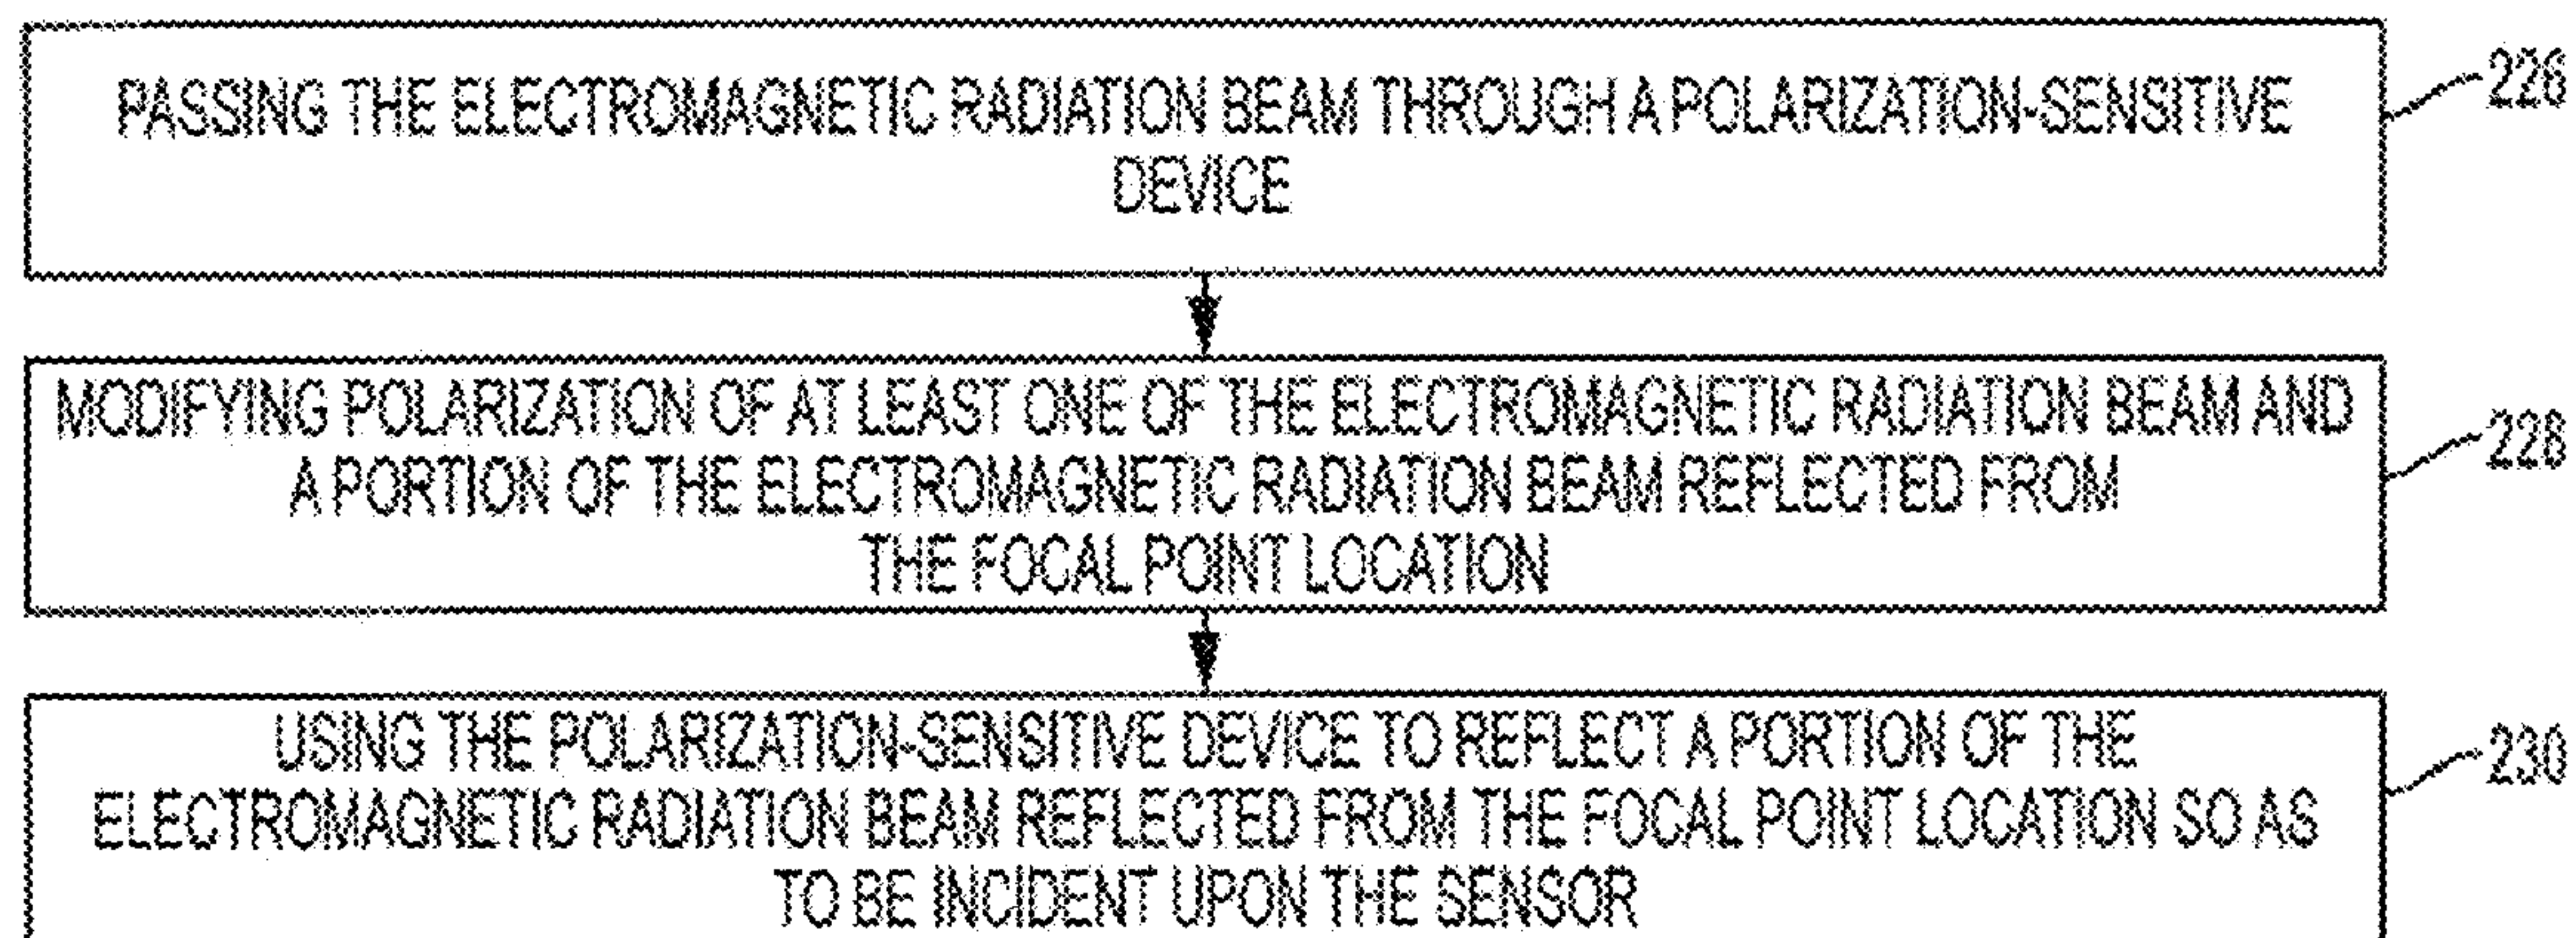 PASSING THE ELECTROMAGNETIC RADIATION BEAM THROUGH A POLARIZATION-SENSITIVE
DEVICE
226
MODIFYING POLARIZATION OF AT LEAST ONE OF THE ELECTROMAGNETIC RADIATION BEAM AND
A PORTION OF THE ELECTROMAGNETIC RADIATION BEAM REFLECTED FROM
THE FOCAL POINT LOCATION
228
USING THE POLARIZATION-SENSITIVE DEVICE TO REFLECT A PORTION OF THE
ELECTROMAGNETIC RADIATION BEAM REFLECTED FROM THE FOCAL POINT LOCATION SO AS
TO BE INCIDENT UPON THE SENSOR
230